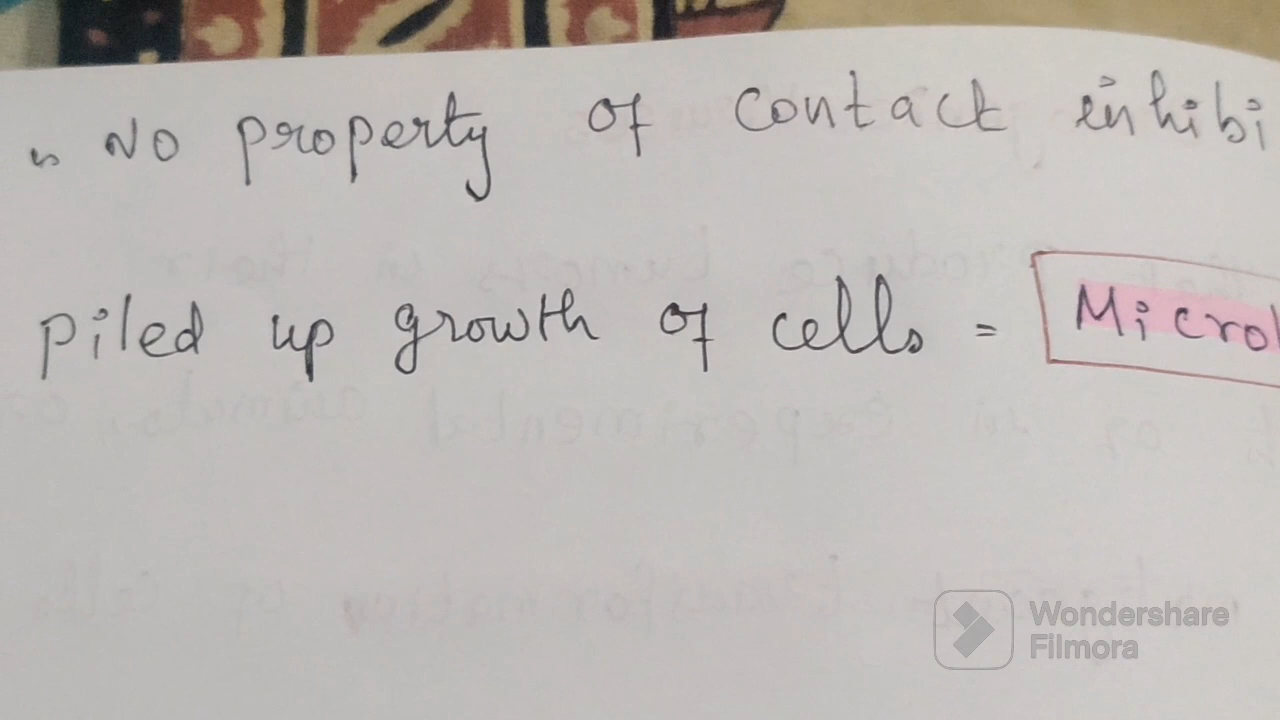 No property of contact inhibi
piled up growth of cells = Micro
Wondershare
Filmora